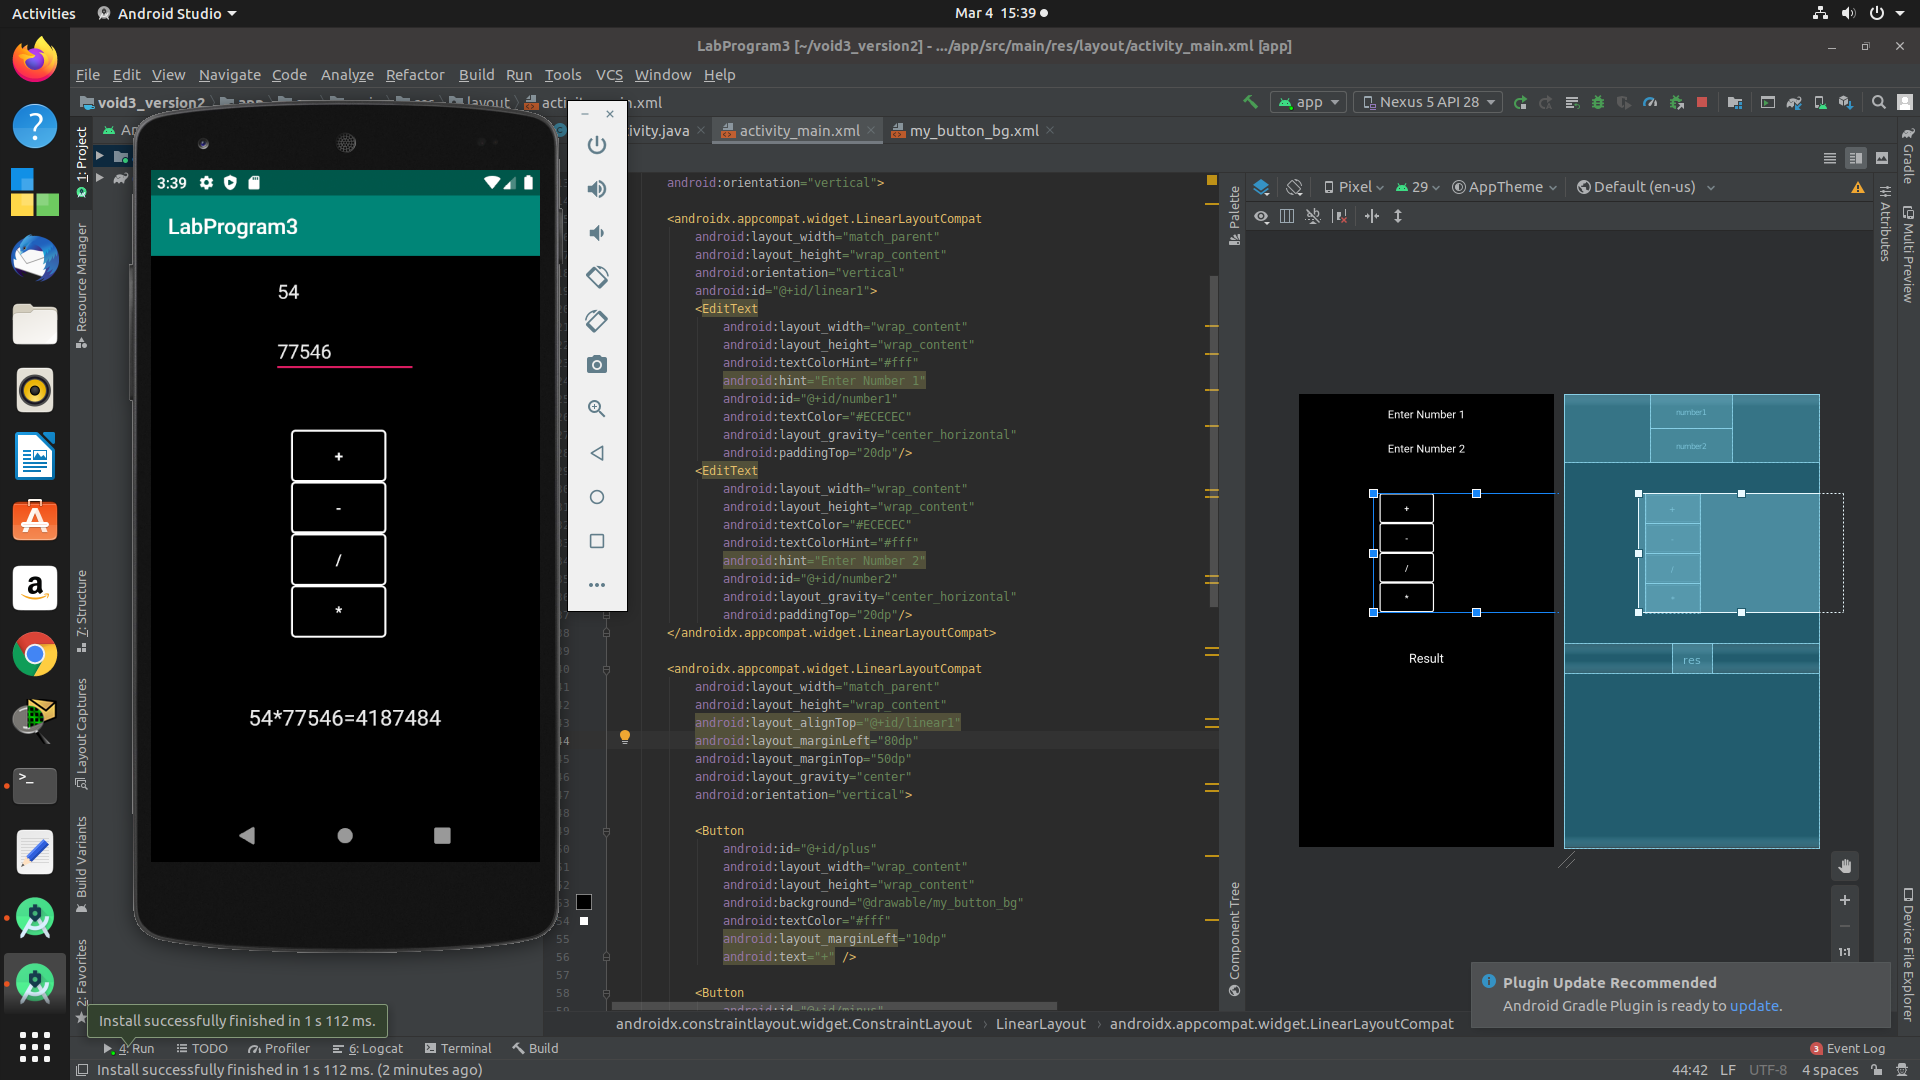 Activities
Android Studio
Mar 4 15:39
LabProgram3 [~/void3_version2] - .../app/src/main/res/layout/activity_main.xml [app]
File Edit View Navigate Code Analyze Refactor Build Run Tools VCS Window Help
void3_version2
layout
xml
app
Nexus 5 API 28
1: Project
Resource Manager
7: Structure
Layout Captures
Build Variants
2: Favorites
3:39
LabProgram3
54
77546
+
-
/
*
54*77546=4187484
ivity.java
activity_main.xml
my_button_bg.xml
android:orientation="vertical">
<androidx.appcompat.widget.LinearLayoutCompat
android:layout_width="match_parent"
android:layout_height="wrap_content"
android:orientation="vertical"
android:id="@+id/linear1">
<EditText
android:layout_width="wrap_content"
android:layout_height="wrap_content"
android:textColorHint="#fff"
android:hint="Enter Number 1"
android:id="@+id/number1"
android:textColor="#ECECEC"
android:layout_gravity="center_horizontal"
android:paddingTop="20dp"/>
<EditText
android:layout_width="wrap_content"
android:layout_height="wrap_content"
android:textColor="#ECECEC"
android:textColorHint="#fff"
android:hint="Enter Number 2"
android:id="@+id/number2"
android:layout_gravity="center_horizontal"
android:paddingTop="20dp"/>
</androidx.appcompat.widget.LinearLayoutCompat>
<androidx.appcompat.widget.LinearLayoutCompat
android:layout_width="match_parent"
android:layout_height="wrap_content"
android:layout_alignTop="@+id/linear1"
android:layout_marginLeft="80dp"
android:layout_marginTop="50dp"
android:layout_gravity="center"
android:orientation="vertical">
<Button
android:id="@+id/plus"
android:layout_width="wrap_content"
android:layout_height="wrap_content"
android:background="@drawable/my_button_bg"
android:textColor="#fff"
55 android:layout_marginLeft="10dp"
56 android:text="+" />
57
58 <Button
androidx.constraintlayout.widget.ConstraintLayout › LinearLayout › androidx.appcompat.widget.LinearLayoutCompat
Palette
Component Tree
Pixel
29
AppTheme
Default (en-us)
Enter Number 1
Enter Number 2
+
-
/
*
Result
number1
number2
+
-
/
*
res
1:1
Gradle
Attributes
Multi Preview
Device File Explorer
Plugin Update Recommended
Android Gradle Plugin is ready to update.
Install successfully finished in 1 s 112 ms.
4: Run
TODO
Profiler
6: Logcat
Terminal
Build
3 Event Log
Install successfully finished in 1 s 112 ms. (2 minutes ago)
44:42 LF UTF-8 4 spaces